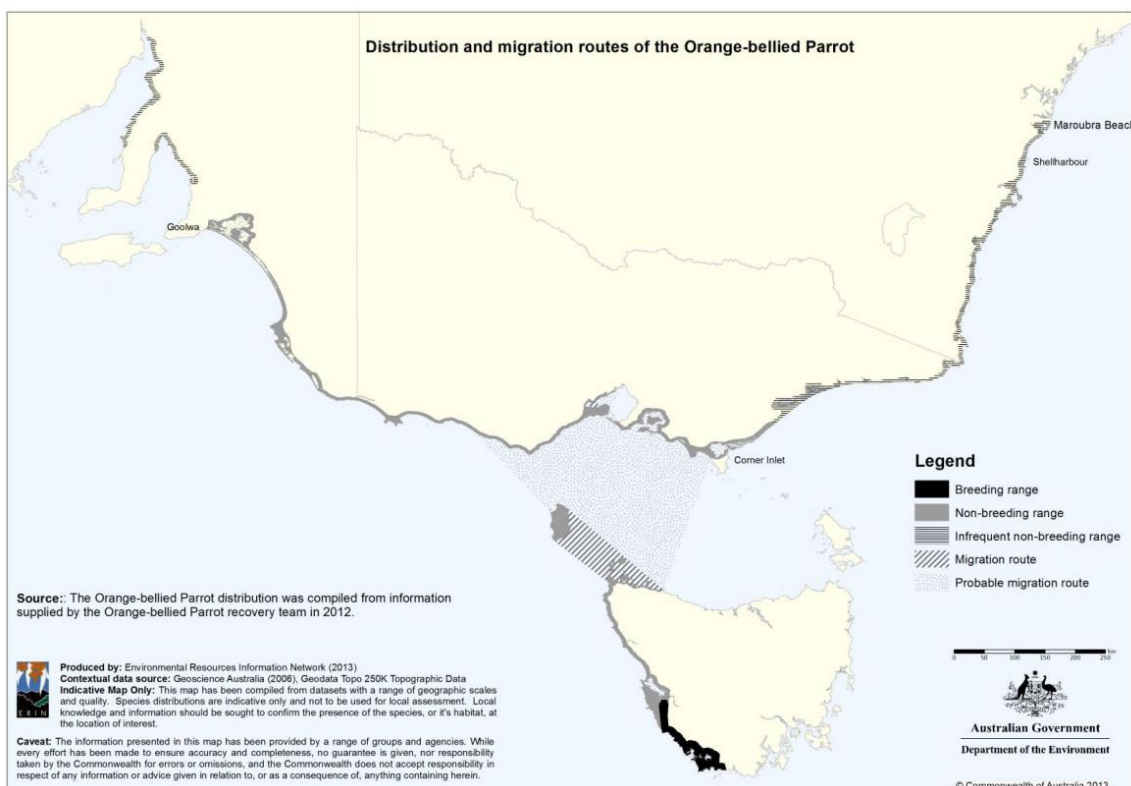 Distribution and migration routes of the Orange-bellied Parrot
Maroubra Beach
Shellharbour
Goolwa
Corner Inlet
Legend
Breeding range
Non-breeding range
Infrequent non-breeding range
Migration route
Probable migration route
Source:: The Orange-bellied Parrot distribution was compiled from information
supplied by the Orange-bellied Parrot recovery team in 2012.
km
0 50 100 150 200 250
ERIN
Produced by: Environmental Resources Information Network (2013)
Contextual data source: Geoscience Australia (2006), Geodata Topo 250K Topographic Data
Indicative Map Only: This map has been compiled from datasets with a range of geographic scales
and quality. Species distributions are indicative only and not to be used for local assessment. Local
knowledge and information should be sought to confirm the presence of the species, or it's habitat, at
the location of interest.
Caveat: The information presented in this map has been provided by a range of groups and agencies. While
every effort has been made to ensure accuracy and completeness, no guarantee is given, nor responsibility
taken by the Commonwealth for errors or omissions, and the Commonwealth does not accept responsibility in
respect of any information or advice given in relation to, or as a consequence of, anything containing herein.
Australian Government
Department of the Environment
© Commonwealth of Australia 2013